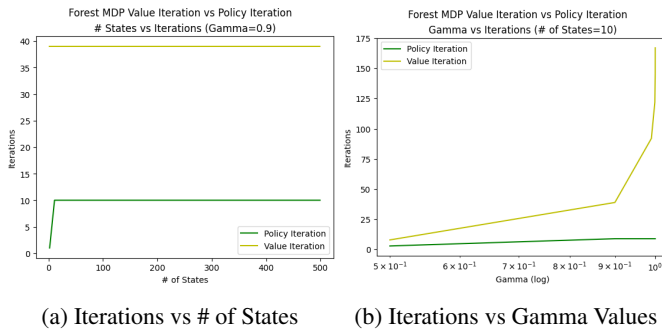 Forest MDP Value Iteration vs Policy Iteration
# States vs Iterations (Gamma=0.9)
40
35
30
25
20
15
10
5
0
Iterations
0
100
200
300
400
500
# of States
Policy Iteration
Value Iteration
(a) Iterations vs # of States
Forest MDP Value Iteration vs Policy Iteration
Gamma vs Iterations (# of States=10)
Policy Iteration
Value Iteration
175
150
125
100
75
50
25
0
Iterations
5 × 10⁻¹
6 × 10⁻¹
7 × 10⁻¹
8 × 10⁻¹
9 × 10⁻¹
10⁰
Gamma (log)
(b) Iterations vs Gamma Values